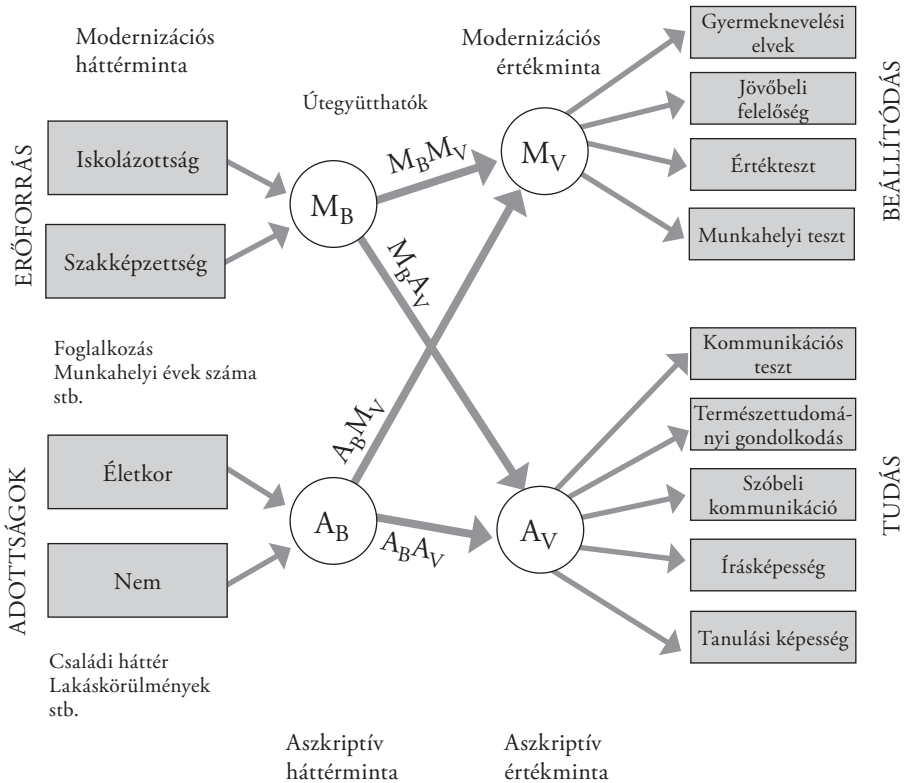 Modernizációs
háttérminta
Modernizációs
értékminta
Útegyütthatók
ERŐFORRÁS
Iskolázottság
Szakképzettség
Foglalkozás
Munkahelyi évek száma
stb.
ADOTTSÁGOK
Életkor
Nem
Családi háttér
Lakáskörülmények
stb.
M_B
A_B
M_BM_V
M_BA_V
A_BM_V
A_BA_V
M_V
A_V
Gyermeknevelési
elvek
Jövőbeli
felelőség
Értékteszt
Munkahelyi teszt
BEÁLLÍTÓDÁS
Kommunikációs
teszt
Természettudomá-
nyi gondolkodás
Szóbeli
kommunikáció
Írásképesség
Tanulási képesség
TUDÁS
Aszkriptív
háttérminta
Aszkriptív
értékminta